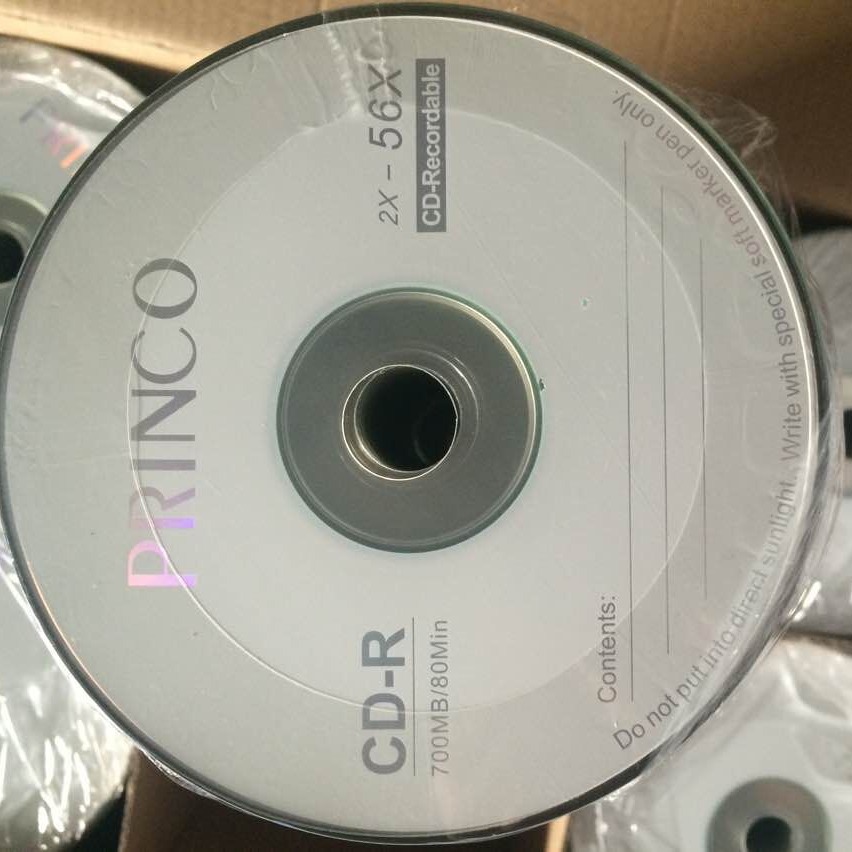 PRINCO
CD-R
700MB/80Min
2X - 56X
CD-Recordable
Contents:
Do not put into direct sunlight. Write with special soft marker pen only.